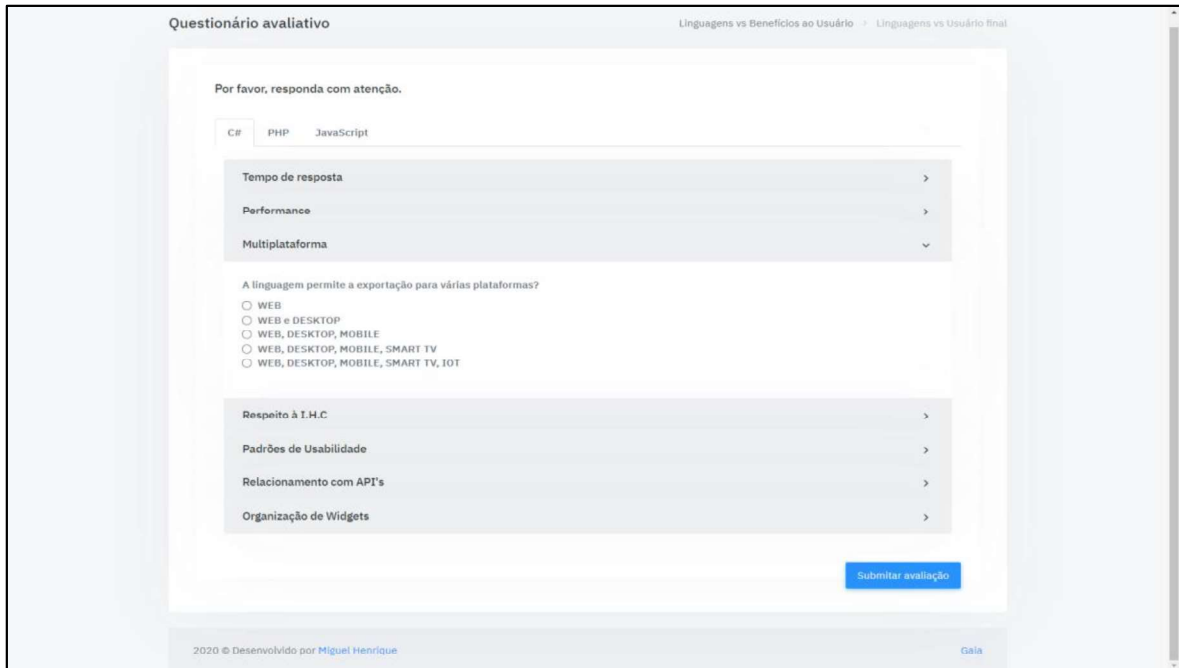 Questionário avaliativo
Linguagens vs Benefícios ao Usuário > Linguagens vs Usuário final
Por favor, responda com atenção.
C# PHP JavaScript
Tempo de resposta
Performance
Multiplataforma
A linguagem permite a exportação para várias plataformas?
WEB
WEB e DESKTOP
WEB, DESKTOP, MOBILE
WEB, DESKTOP, MOBILE, SMART TV
WEB, DESKTOP, MOBILE, SMART TV, IOT
Respeito à I.H.C
Padrões de Usabilidade
Relacionamento com API's
Organização de Widgets
Submitar avaliação
2020 © Desenvolvido por Miguel Henrique
Gaia